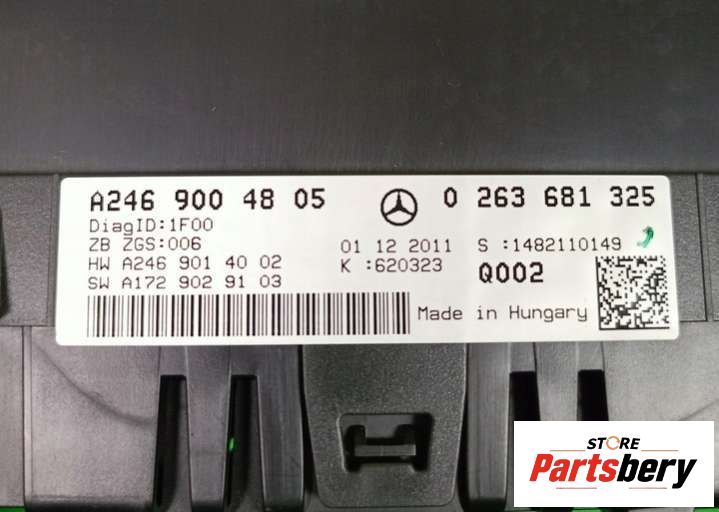 A246 900 48 05 0 263 681 325
DiagID:1F00
ZB ZGS:006 01 12 2011 S :1482110149
HW A246 901 40 02 K :620323 Q002
SW A172 902 91 03
Made in Hungary
STORE
Partsbery